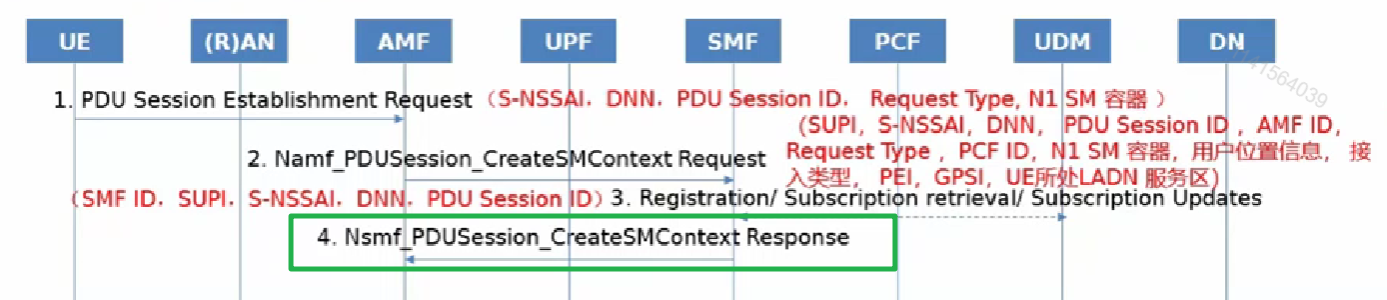 UE (R)AN AMF UPF SMF PCF UDM DN
1. PDU Session Establishment Request（S-NSSAI，DNN，PDU Session ID， Request Type, N1 SM 容器 ）
2. Namf_PDUSession_CreateSMContext Request
(SUPI，S-NSSAI，DNN， PDU Session ID ，AMF ID，
Request Type ，PCF ID，N1 SM 容器，用户位置信息， 接
入类型， PEI，GPSI，UE所处LADN 服务区)
（SMF ID，SUPI，S-NSSAI，DNN，PDU Session ID）3. Registration/ Subscription retrieval/ Subscription Updates
4. Nsmf_PDUSession_CreateSMContext Response